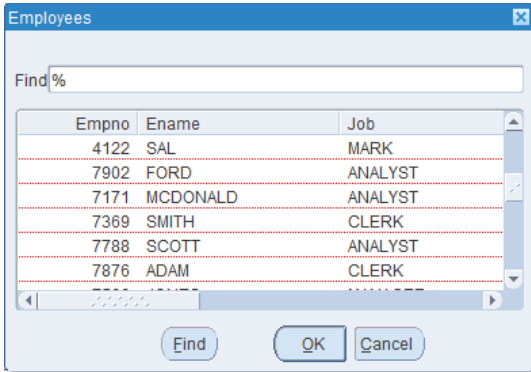 Employees
Find %
Empno Ename Job
4122 SAL MARK
7902 FORD ANALYST
7171 MCDONALD ANALYST
7369 SMITH CLERK
7788 SCOTT ANALYST
7876 ADAM CLERK
Find OK Cancel